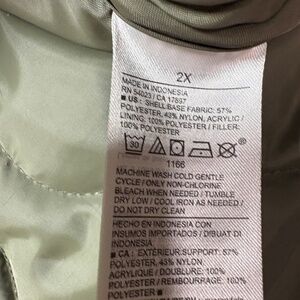 2X
MADE IN INDONESIA
RN 54023 / CA 17897
■ US : SHELL:BASE FABRIC: 57%
POLYESTER, 43% NYLON, ACRYLIC /
LINING: 100% POLYESTER / FILLER:
100% POLYESTER
30
1166
MACHINE WASH COLD GENTLE
CYCLE / ONLY NON-CHLORINE
BLEACH WHEN NEEDED / TUMBLE
DRY LOW / COOL IRON AS NEEDED /
DO NOT DRY CLEAN
HECHO EN INDONESIA CON
INSUMOS IMPORTADOS / DIBUAT DI
INDONESIA
■ CA : EXTÉRIEUR:SUPPORT: 57%
POLYESTER, 43% NYLON,
ACRYLIQUE / DOUBLURE: 100%
POLYESTER / REMBOURRAGE: 100%
POLYESTER